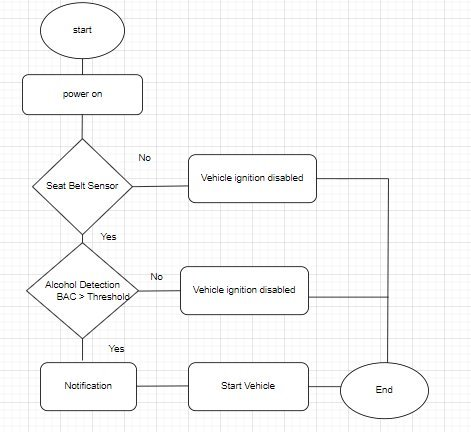 start
power on
No
Seat Belt Sensor
Vehicle ignition disabled
Yes
Alcohol Detection
BAC > Threshold
No
Vehicle ignition disabled
Yes
Notification
Start Vehicle
End